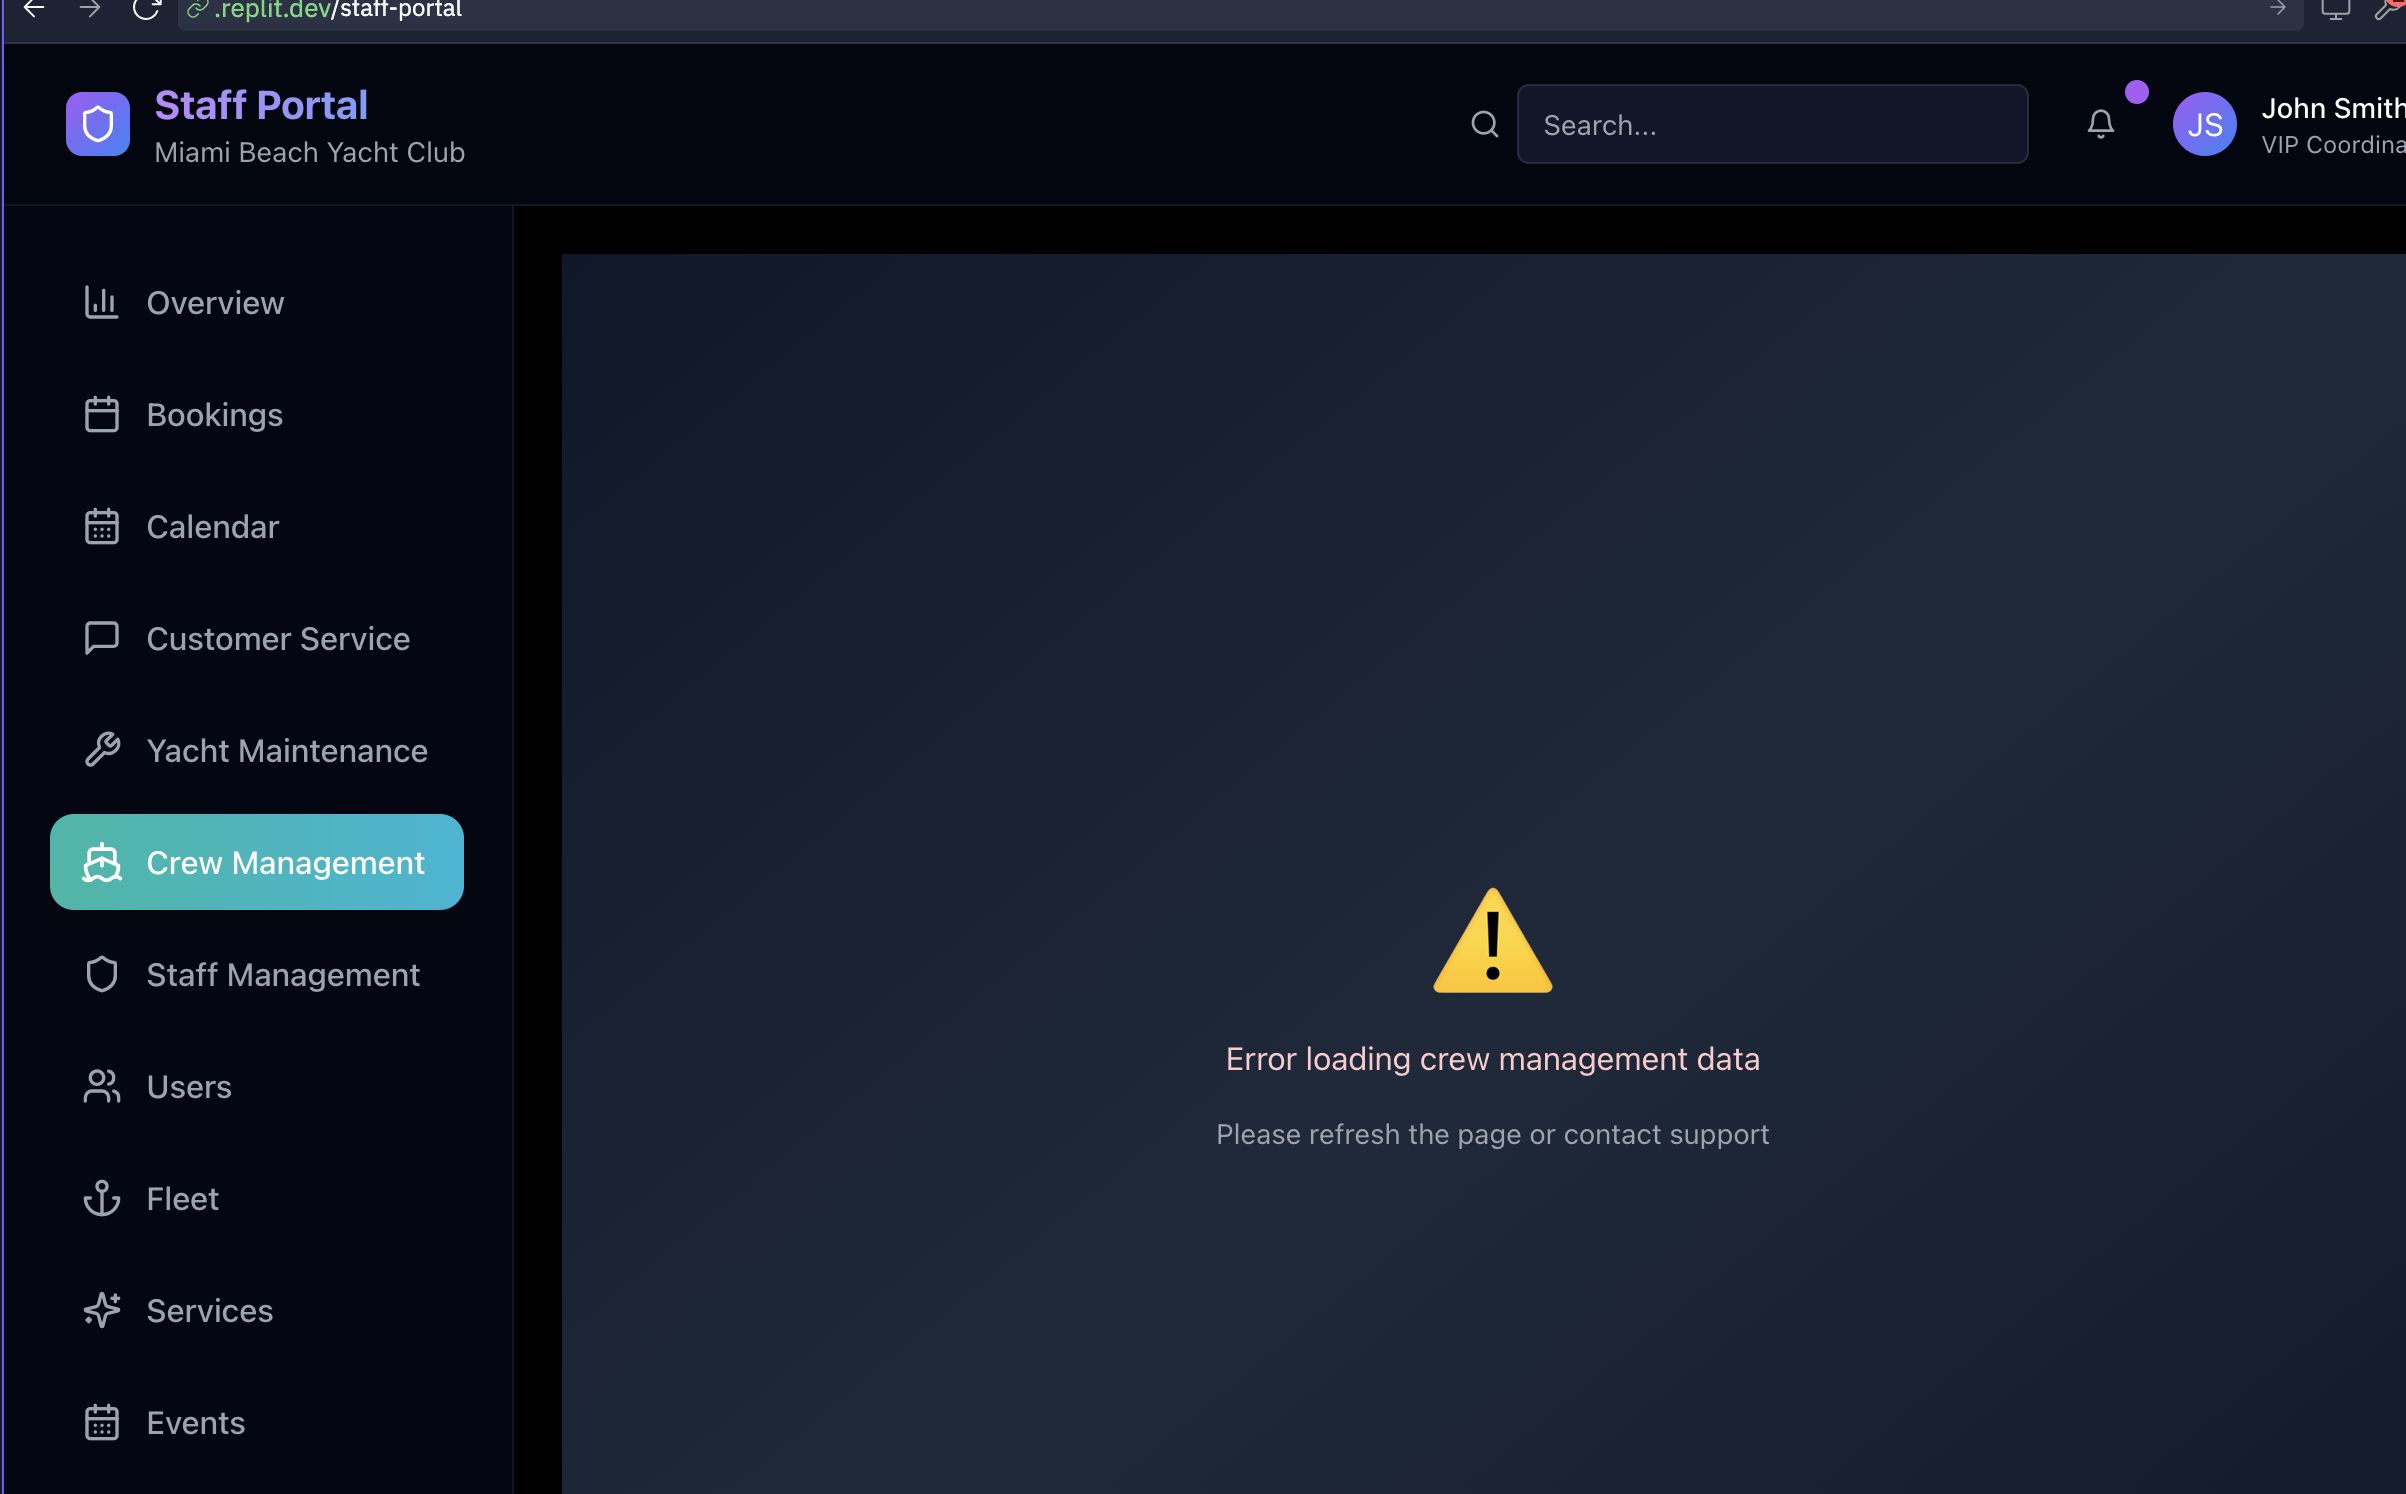 .replit.dev/staff-portal
Staff Portal
Miami Beach Yacht Club
Search...
JS
John Smith
VIP
Overview
Bookings
Calendar
Customer Service
Yacht Maintenance
Crew Management
Staff Management
Users
Fleet
Services
Events
Error loading crew management data
Please refresh the page or contact support